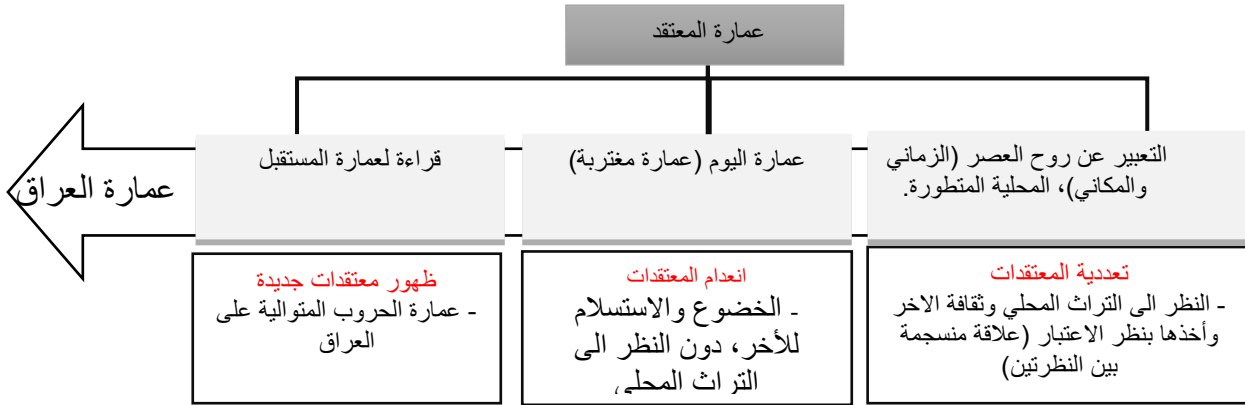 عمارة المعتقد
التعبير عن روح العصر (الزماني
والمكاني)، المحلية المتطورة.
عمارة اليوم (عمارة مغتربة)
قراءة لعمارة المستقبل
عمارة العراق
تعددية المعتقدات
- النظر الى التراث المحلي وثقافة الاخر
وأخذها بنظر الاعتبار (علاقة منسجمة
بين النظرتين)
انعدام المعتقدات
- الخضوع والاستسلام
للأخر، دون النظر الى
التراث المحلي
ظهور معتقدات جديدة
- عمارة الحروب المتوالية على
العراق